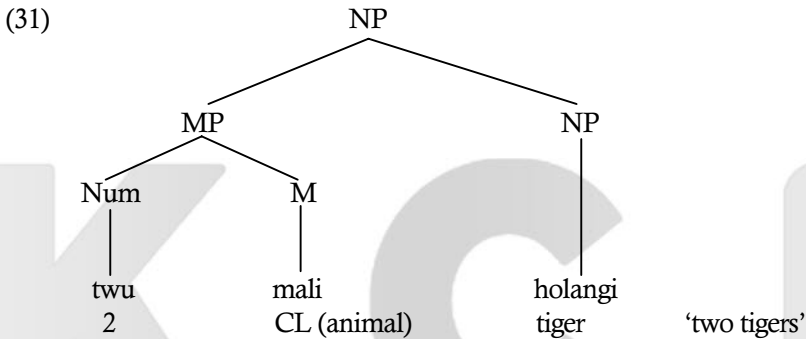 (31) NP
MP NP
Num M
twu mali holangi
2 CL (animal) tiger ‘two tigers’